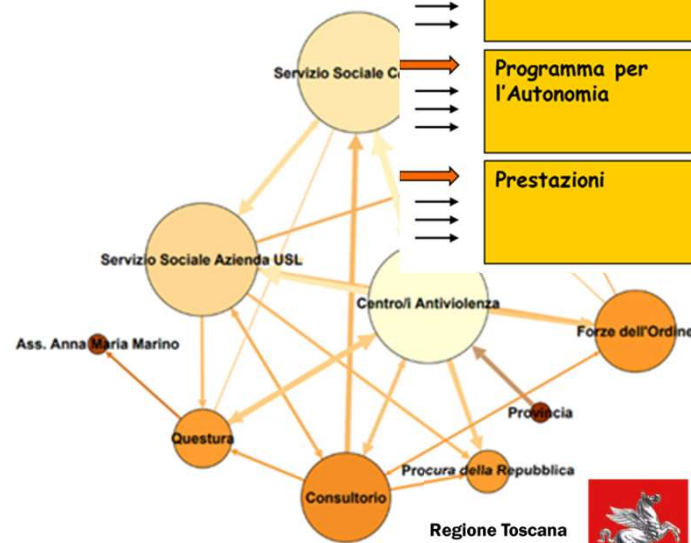 Servizio Sociale C
Programma per
l'Autonomia
Prestazioni
Servizio Sociale Azienda USL
Centro/i Antiviolenza
Forze dell'Ordine
Ass. Anna Maria Marino
Provincia
Questura
Procura della Repubblica
Consultorio
Regione Toscana